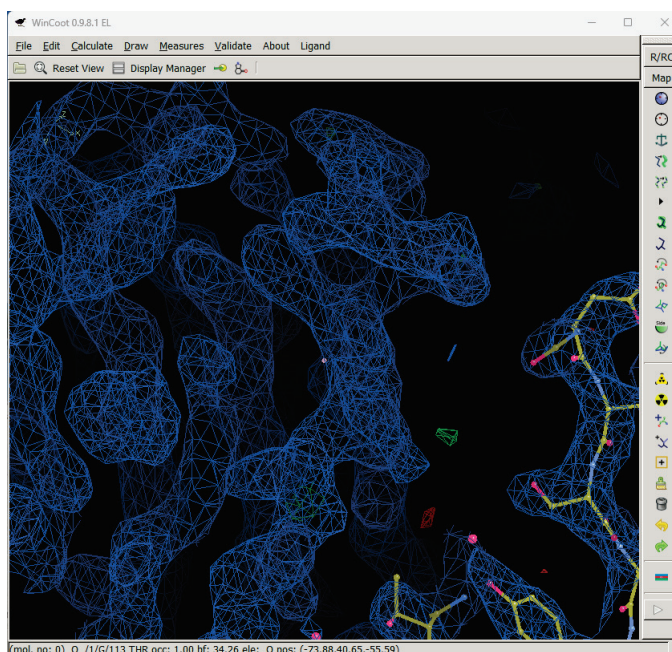 WinCoot 0.9.8.1 EL
File Edit Calculate Draw Measures Validate About Ligand
Reset View Display Manager
R/RC
Map
Side
(mol. no: 0) O /1/G/113 THR occ: 1.00 bf: 34.26 ele: O pos: (-73.88,40.65,-55.59)